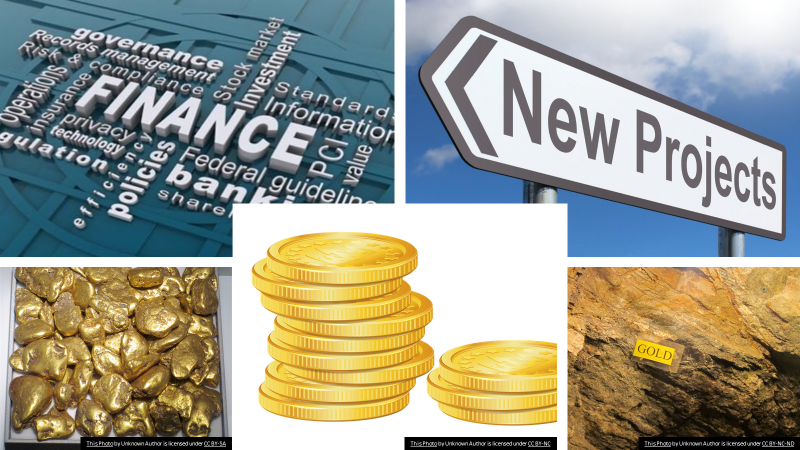 governance
Records management
Risk & compliance
Stock market
Investment
operations
insurance
FINANCE
Standards
Information
privacy
technology
gulation
efficiency
policies
Federal guideline
PCI
value
banki
share
New Projects
GOLD
This Photo by Unknown Author is licensed under CC BY-SA
This Photo by Unknown Author is licensed under CC BY-NC
This Photo by Unknown Author is licensed under CC BY-NC-ND